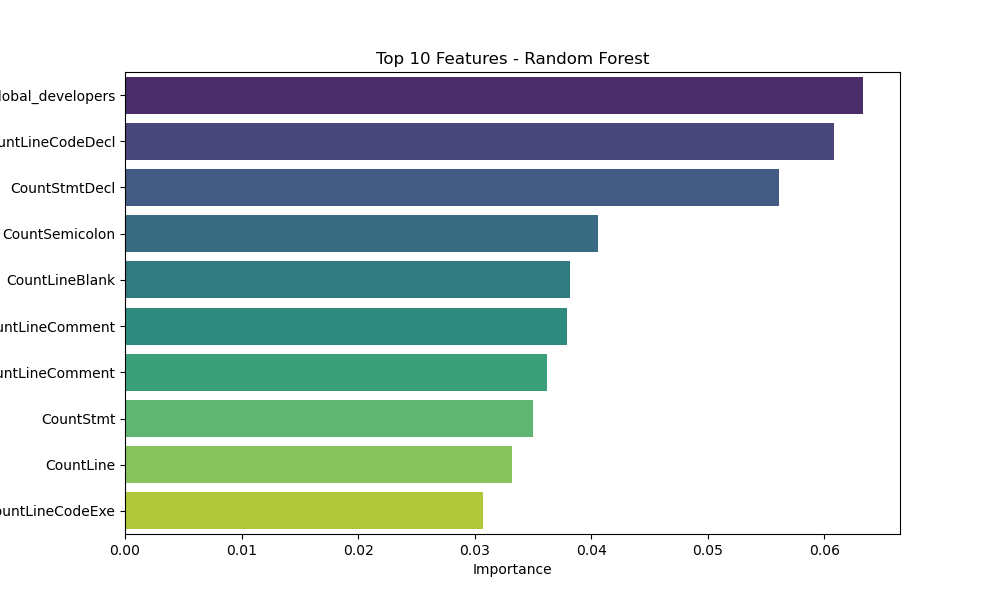 Top 10 Features - Random Forest
lobal_developers
untLineCodeDecl
CountStmtDecl
CountSemicolon
CountLineBlank
untLineComment
untLineComment
CountStmt
CountLine
ountLineCodeExe
0.00 0.01 0.02 0.03 0.04 0.05 0.06
Importance